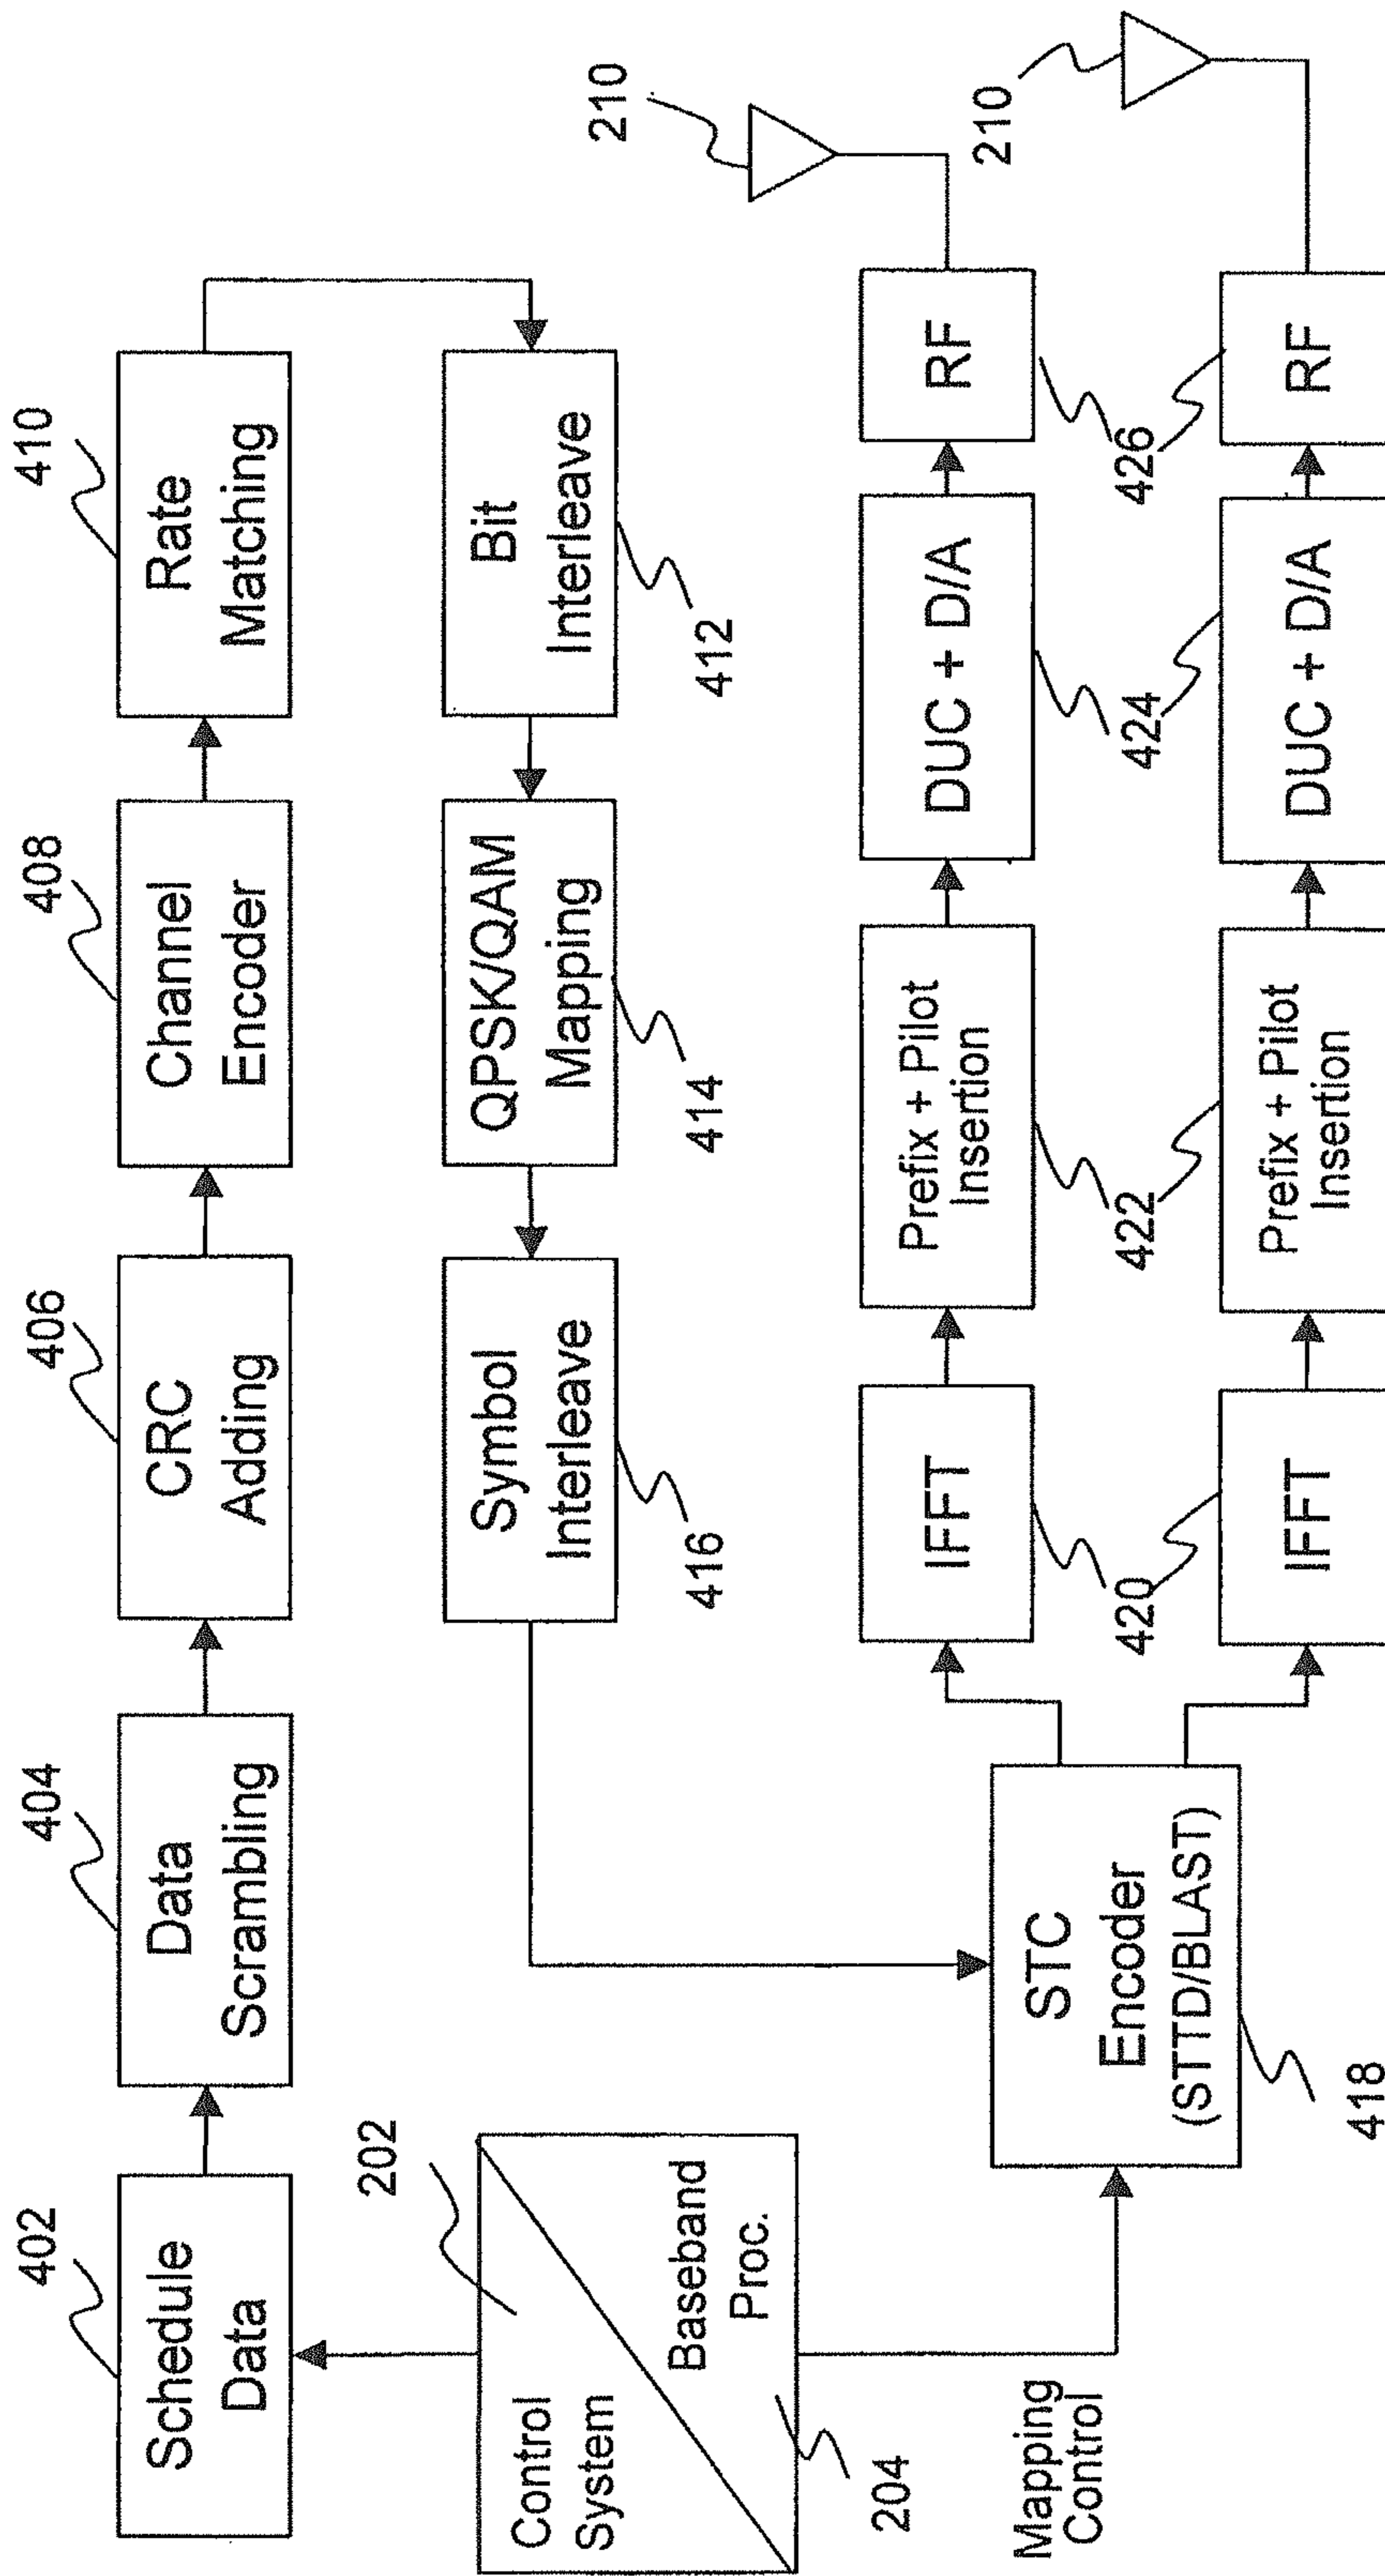 402
Schedule
Data
404
Data
Scrambling
406
CRC
Adding
408
Channel
Encoder
410
Rate
Matching
202
Control
System
Baseband
Proc.
204
Symbol
Interleave
416
QPSK/QAM
Mapping
414
Bit
Interleave
412
Mapping
Control
STC
Encoder
(STTD/BLAST)
418
IFFT
Prefix + Pilot
Insertion
DUC + D/A
RF
210
420
422
424
426
210
IFFT
Prefix + Pilot
Insertion
DUC + D/A
RF